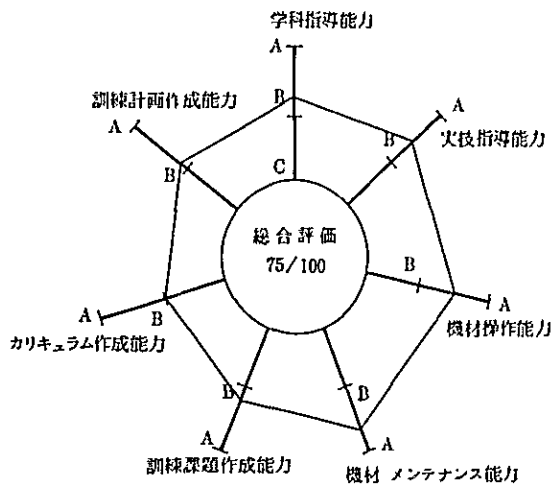 学科指導能力
A
B
C
訓練計画作成能力
A
B
A
B
実技指導能力
総合評価
75/100
B
A
機材操作能力
A
B
カリキュラム作成能力
B
A
訓練課題作成能力
B
A
機材 メンテナンス能力